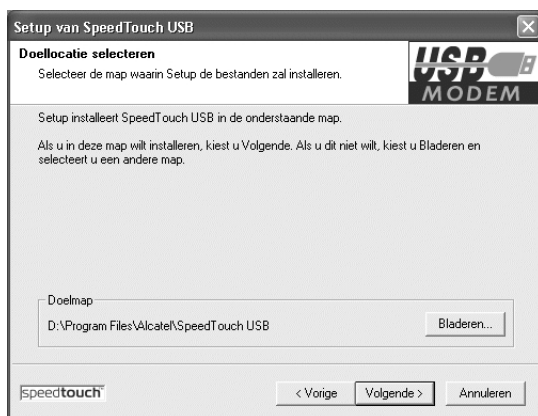 Setup van SpeedTouch USB
Doellocatie selecteren
Selecteer de map waarin Setup de bestanden zal installeren.
USB
MODEM
Setup installeert SpeedTouch USB in de onderstaande map.
Als u in deze map wilt installeren, kiest u Volgende. Als u dit niet wilt, kiest u Bladeren en
selecteert u een andere map.
Doelmap
D:\Program Files\Alcatel\SpeedTouch USB
Bladeren...
speedtouch™
< Vorige
Volgende >
Annuleren